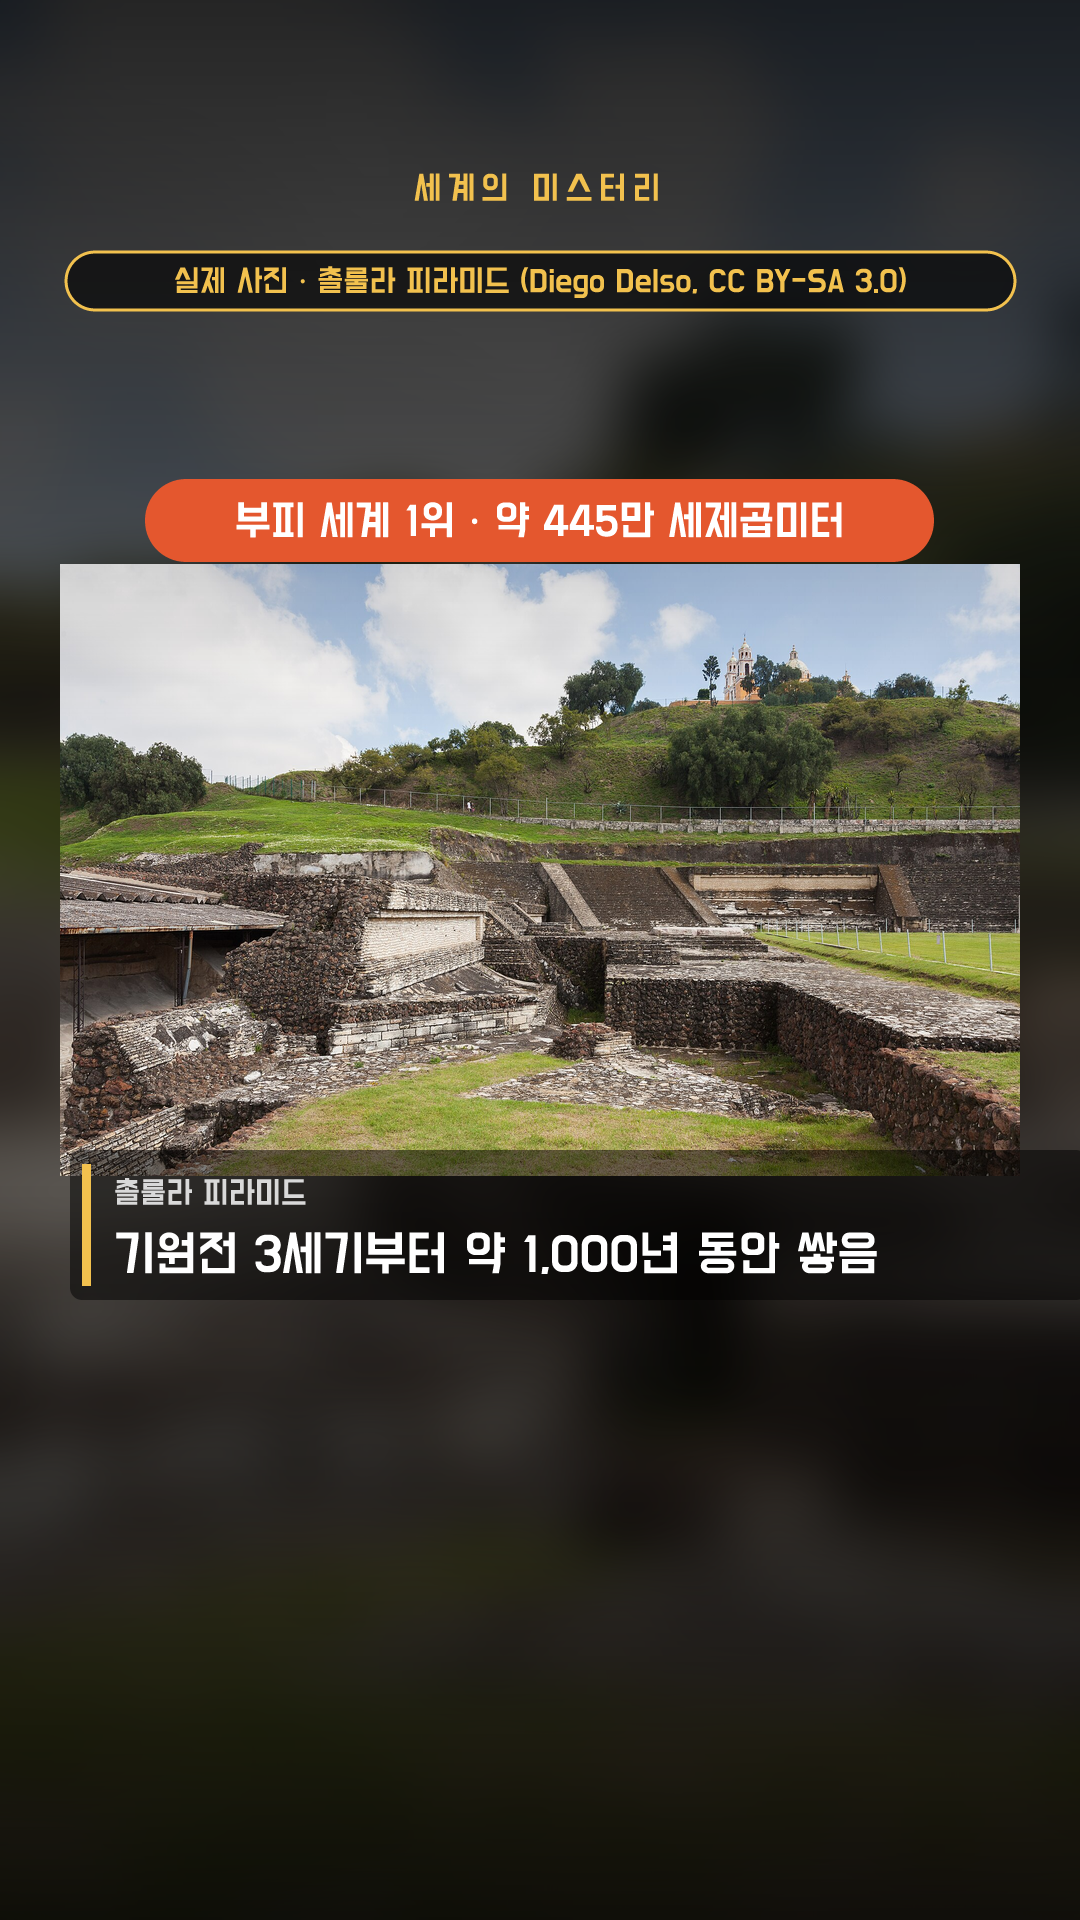 세계의 미스터리
실제 사진 · 촐룰라 피라미드 (Diego Delso, CC BY-SA 3.0)
부피 세계 1위 · 약 445만 세제곱미터
촐룰라 피라미드
기원전 3세기부터 약 1,000년 동안 쌓음